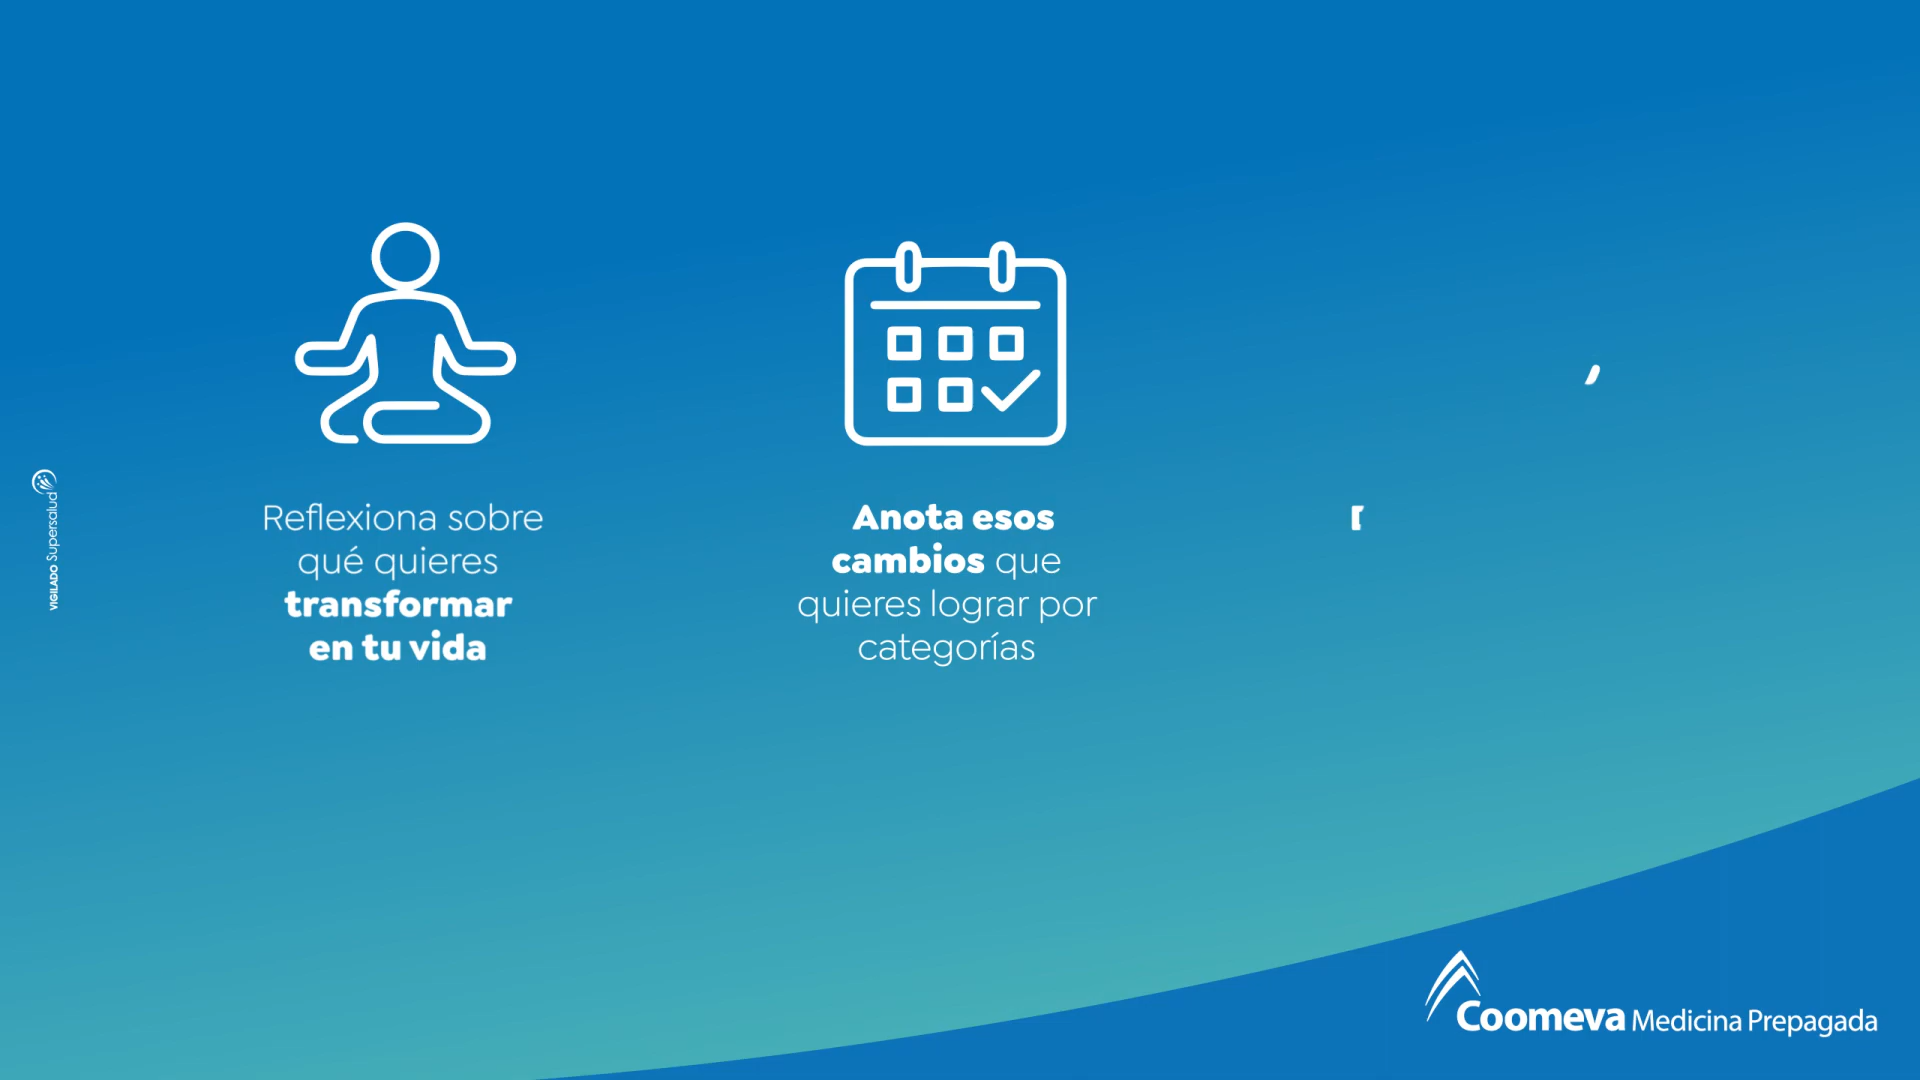 Reflexiona sobre
qué quieres
transformar
en tu vida
Anota esos
cambios que
quieres lograr por
categorías
VIGILADO Supersalud
Coomeva Medicina Prepagada